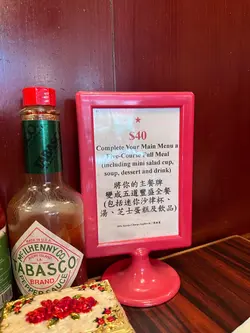 $40
Complete Your Main Menu a
Five-Course Full Meal
(including mini salad cup,
soup, dessert and drink)
將你的主餐牌
變成五道豐盛全餐
(包括迷你沙律杯、
湯、芝士蛋糕及飲品)
McILHENNY CO.
TABASCO
BRAND
PEPPER SAUCE